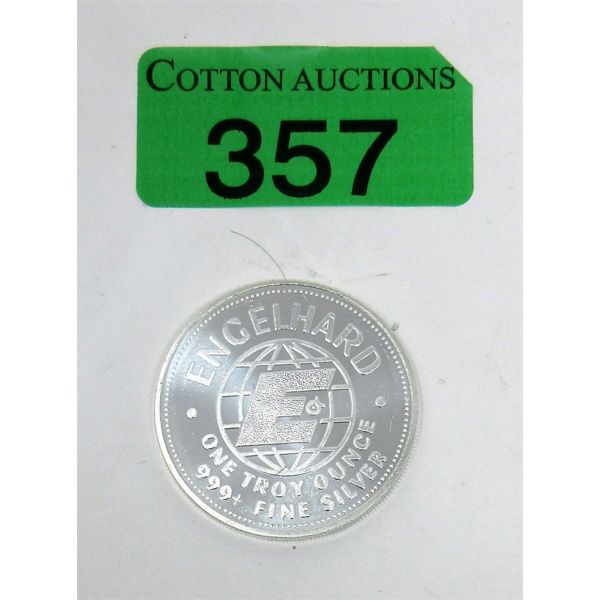 COTTON AUCTIONS
357
ENGELHARD
E
ONE TROY OUNCE
999+ FINE SILVER